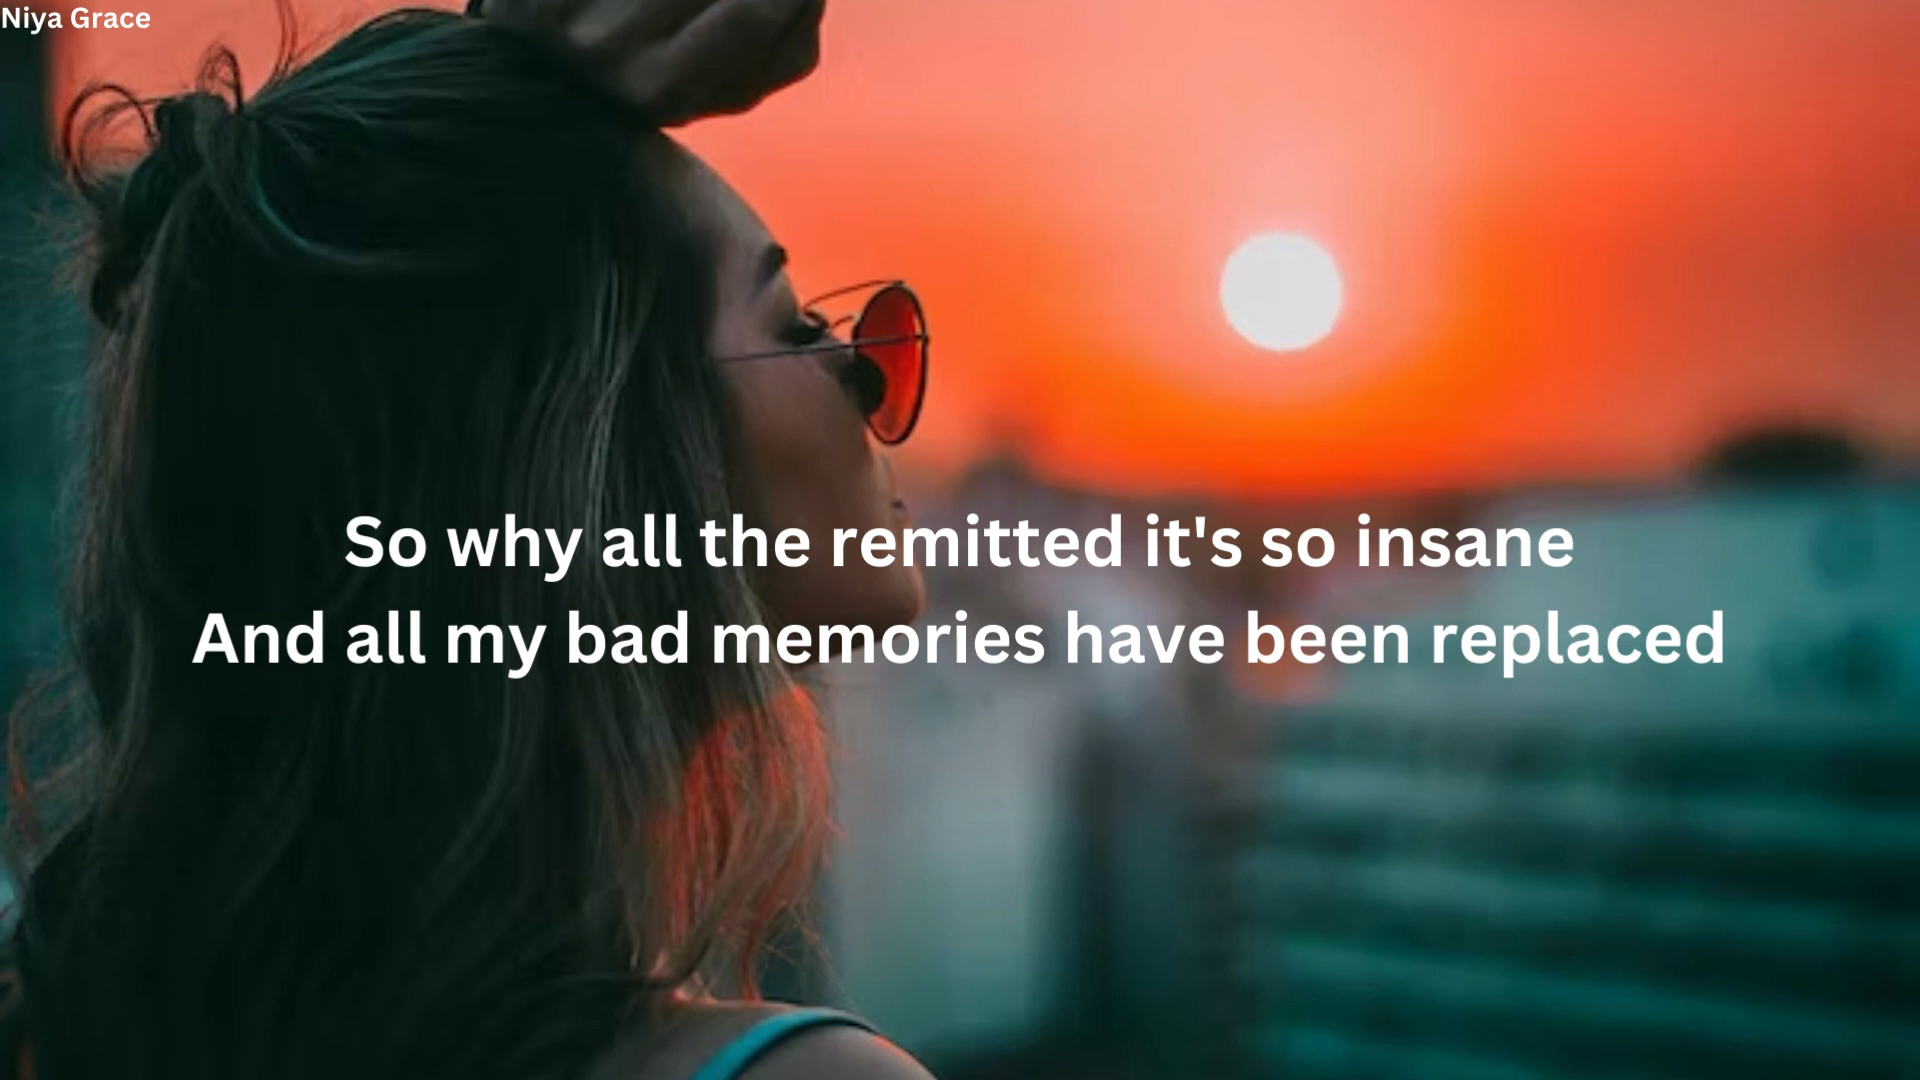 Niya Grace
So why all the remitted it's so insane
And all my bad memories have been replaced